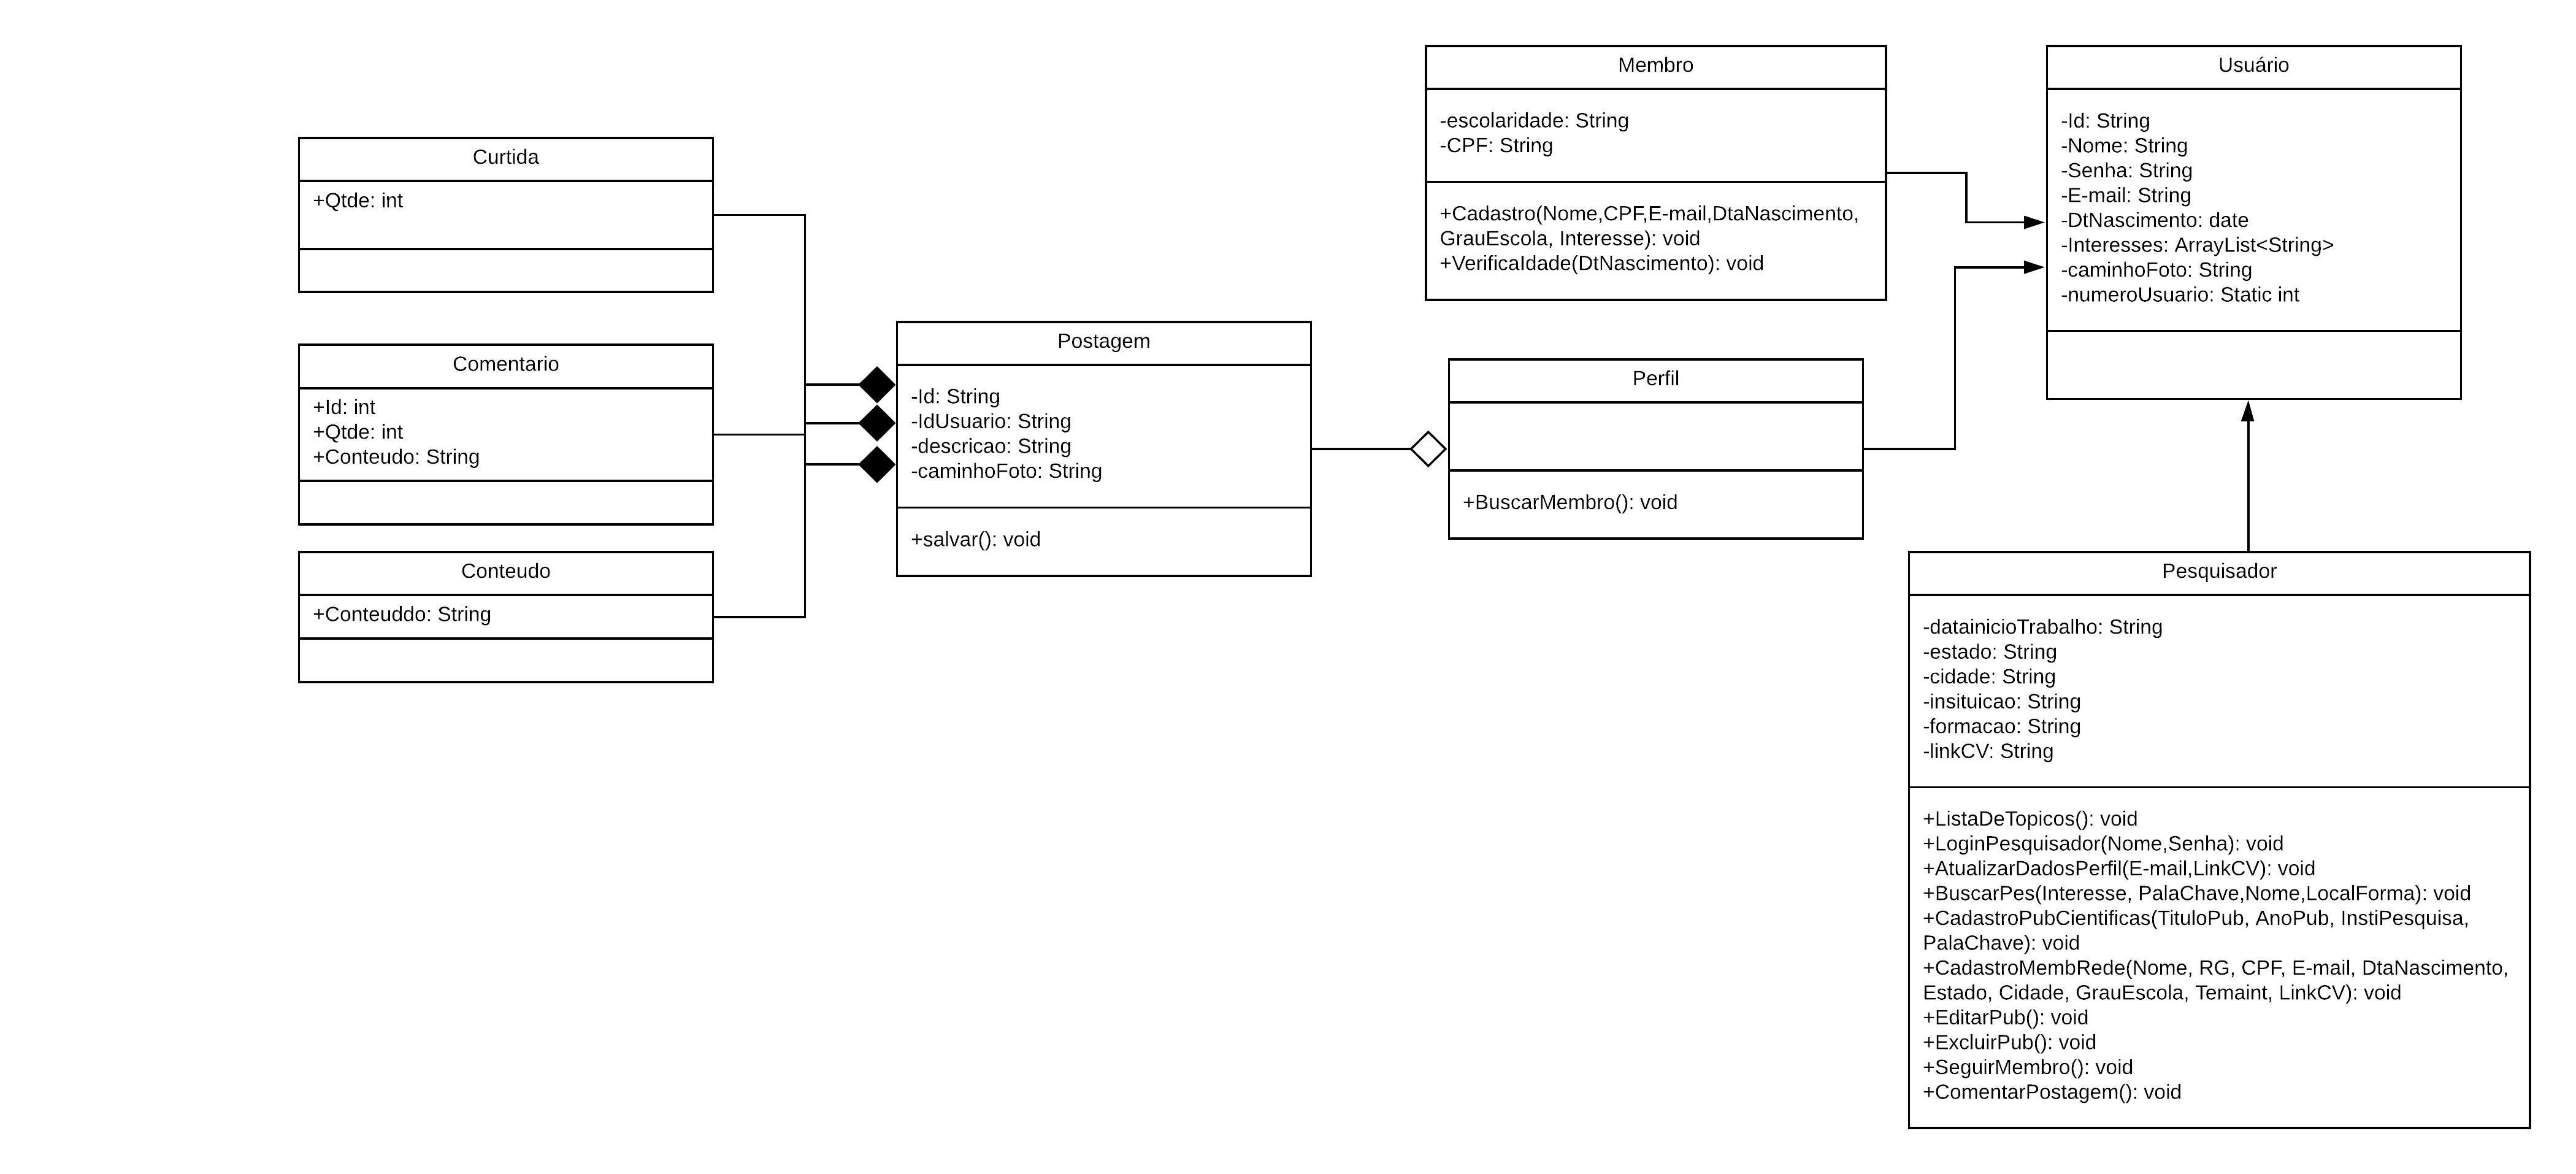 Membro
-escolaridade: String
-CPF: String
+Cadastro(Nome,CPF,E-mail,DtaNascimento,
GrauEscola, Interesse): void
+VerificaIdade(DtNascimento): void
Usuário
-Id: String
-Nome: String
-Senha: String
-E-mail: String
-DtNascimento: date
-Interesses: ArrayList<String>
-caminhoFoto: String
-numeroUsuario: Static int
Curtida
+Qtde: int
Comentario
+Id: int
+Qtde: int
+Conteudo: String
Conteudo
+Conteuddo: String
Postagem
-Id: String
-IdUsuario: String
-descricao: String
-caminhoFoto: String
+salvar(): void
Perfil
+BuscarMembro(): void
Pesquisador
-datainicioTrabalho: String
-estado: String
-cidade: String
-insituicao: String
-formacao: String
-linkCV: String
+ListaDeTopicos(): void
+LoginPesquisador(Nome,Senha): void
+AtualizarDadosPerfil(E-mail,LinkCV): void
+BuscarPes(Interesse, PalaChave,Nome,LocalForma): void
+CadastroPubCientificas(TituloPub, AnoPub, InstiPesquisa,
PalaChave): void
+CadastroMembRede(Nome, RG, CPF, E-mail, DtaNascimento,
Estado, Cidade, GrauEscola, Temaint, LinkCV): void
+EditarPub(): void
+ExcluirPub(): void
+SeguirMembro(): void
+ComentarPostagem(): void